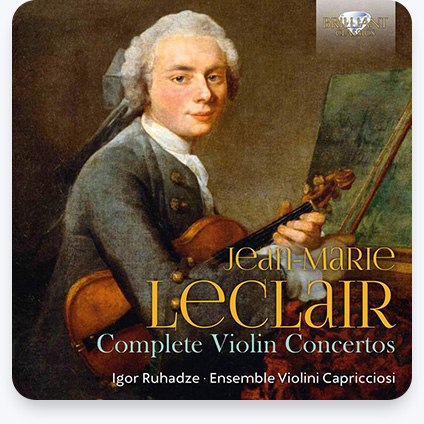 BRILLIANT
CLASSICS
Jean-Marie
Leclair
Complete Violin Concertos
Igor Ruhadze · Ensemble Violini Capricciosi